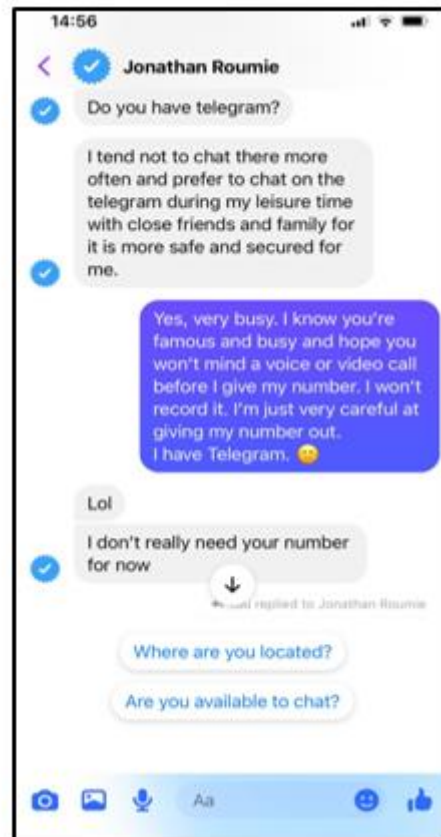 14:56
Jonathan Roumie
Do you have telegram?
I tend not to chat there more
often and prefer to chat on the
telegram during my leisure time
with close friends and family for
it is more safe and secured for
me.
Yes, very busy. I know you're
famous and busy and hope you
won't mind a voice or video call
before I give my number. I won't
record it. I'm just very careful at
giving my number out.
I have Telegram.
Lol
I don't really need your number
for now
replied to Jonathan Roumie
Where are you located?
Are you available to chat?
Aa